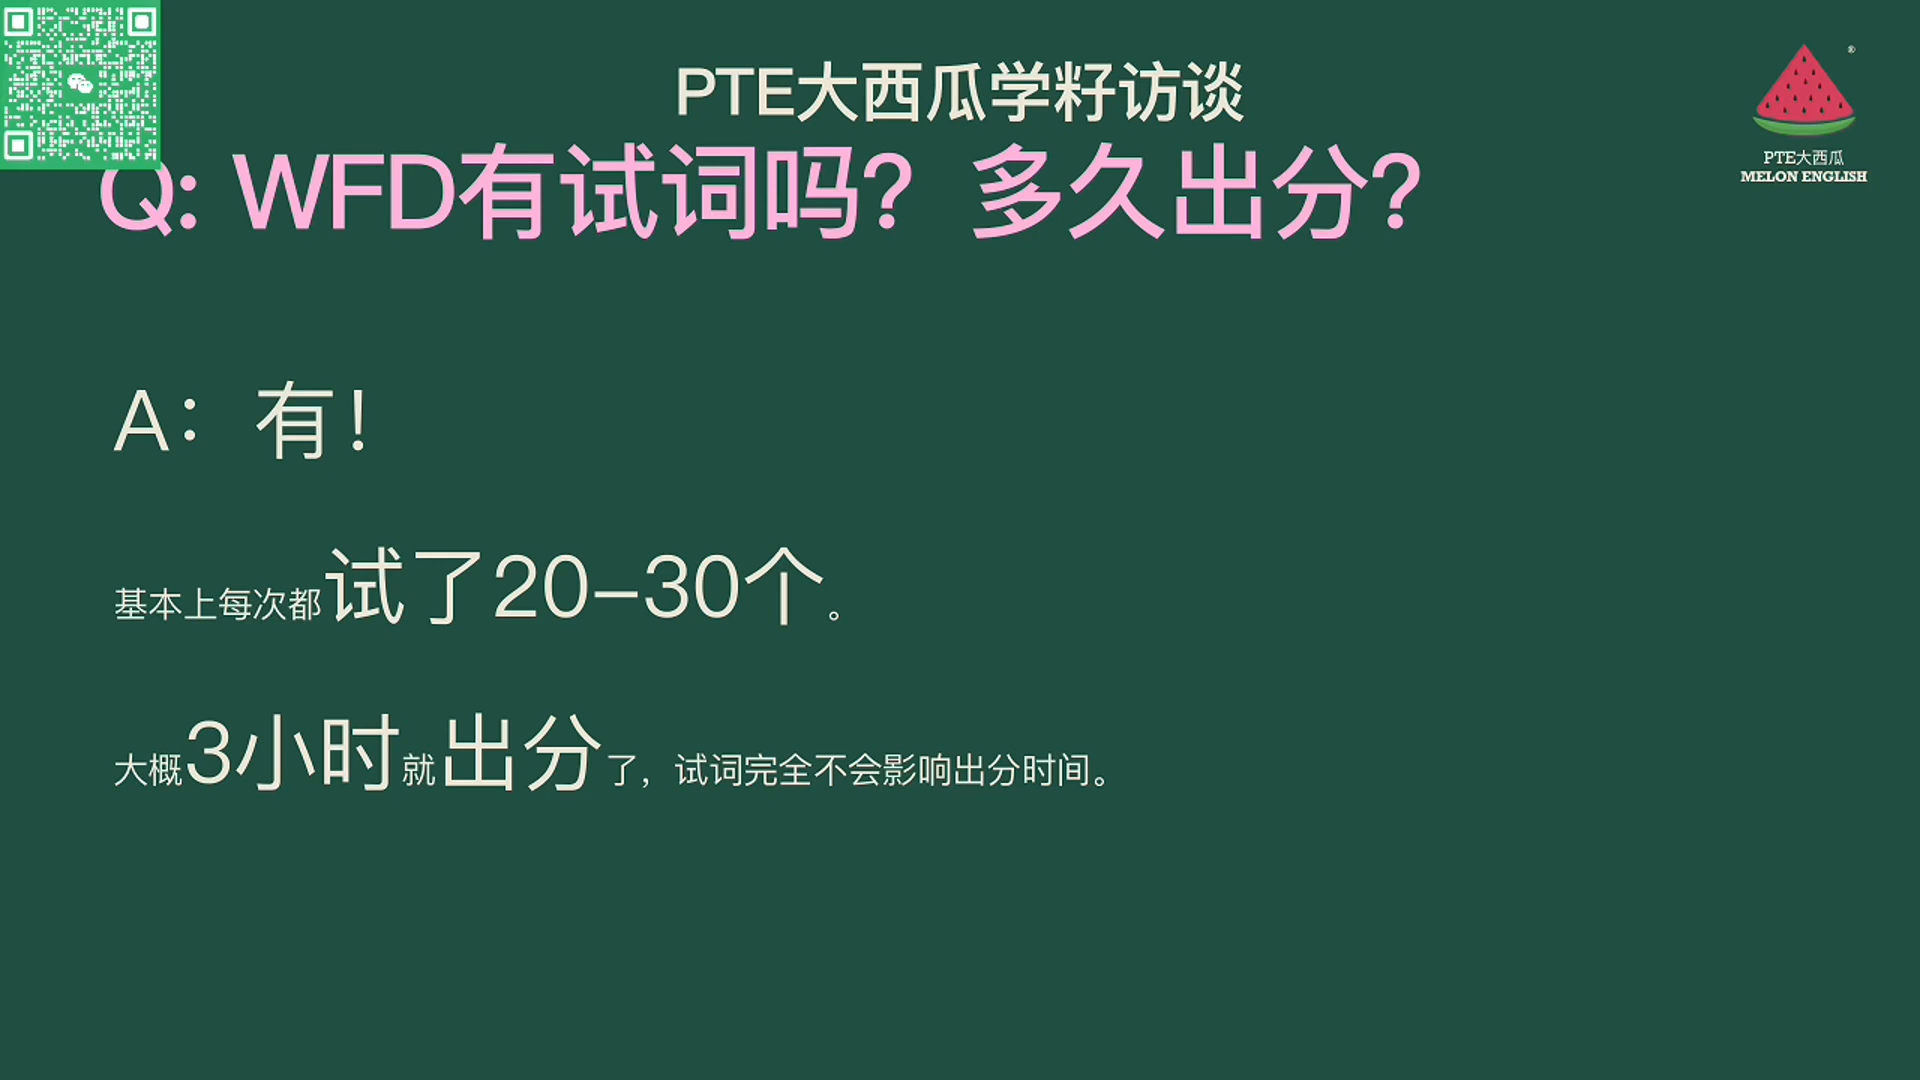 PTE大西瓜学籽访谈
®
PTE大西瓜
MELON ENGLISH
Q: WFD有试词吗？多久出分？
A：有！
基本上每次都试了20-30个。
大概3小时就出分了，试词完全不会影响出分时间。